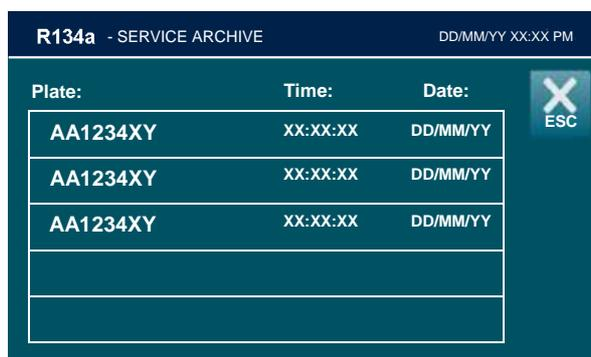 R134a - SERVICE ARCHIVE DD/MM/YY XX:XX PM
Plate: Time: Date:
ESC
AA1234XY XX:XX:XX DD/MM/YY
AA1234XY XX:XX:XX DD/MM/YY
AA1234XY XX:XX:XX DD/MM/YY